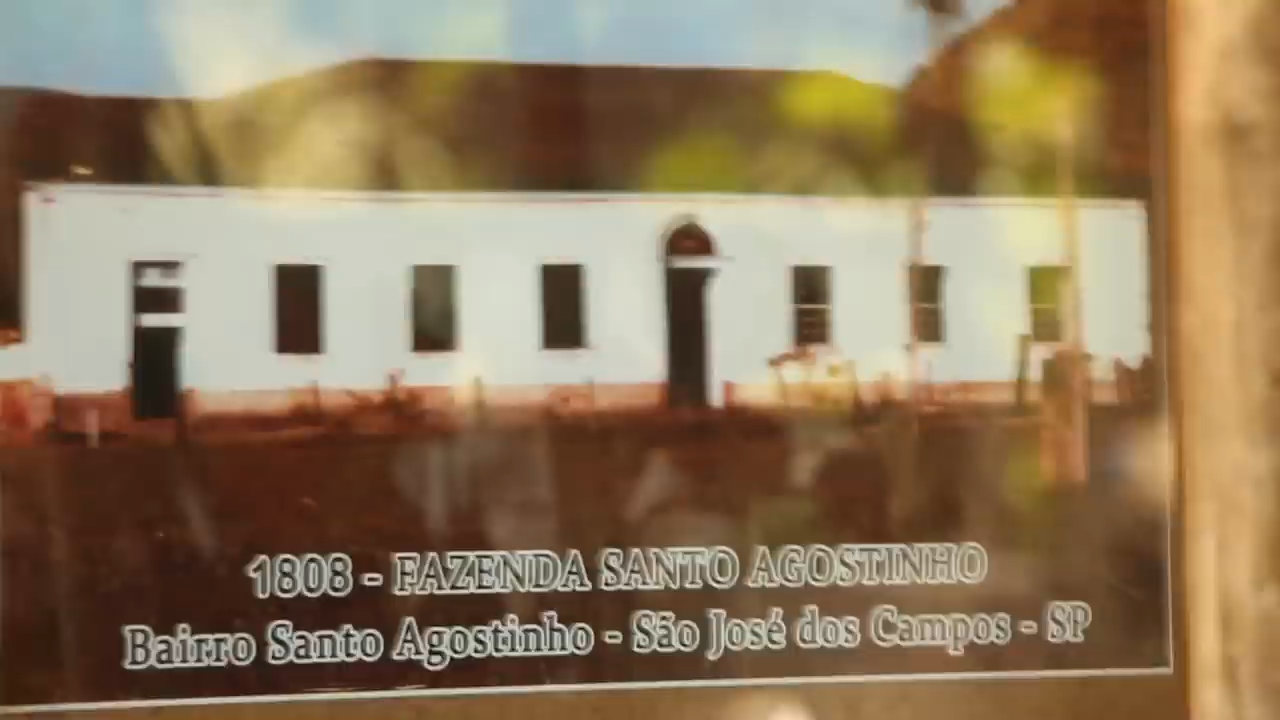 1808 - FAZENDA SANTO AGOSTINHO
Bairro Santo Agostinho - São José dos Campos - SP